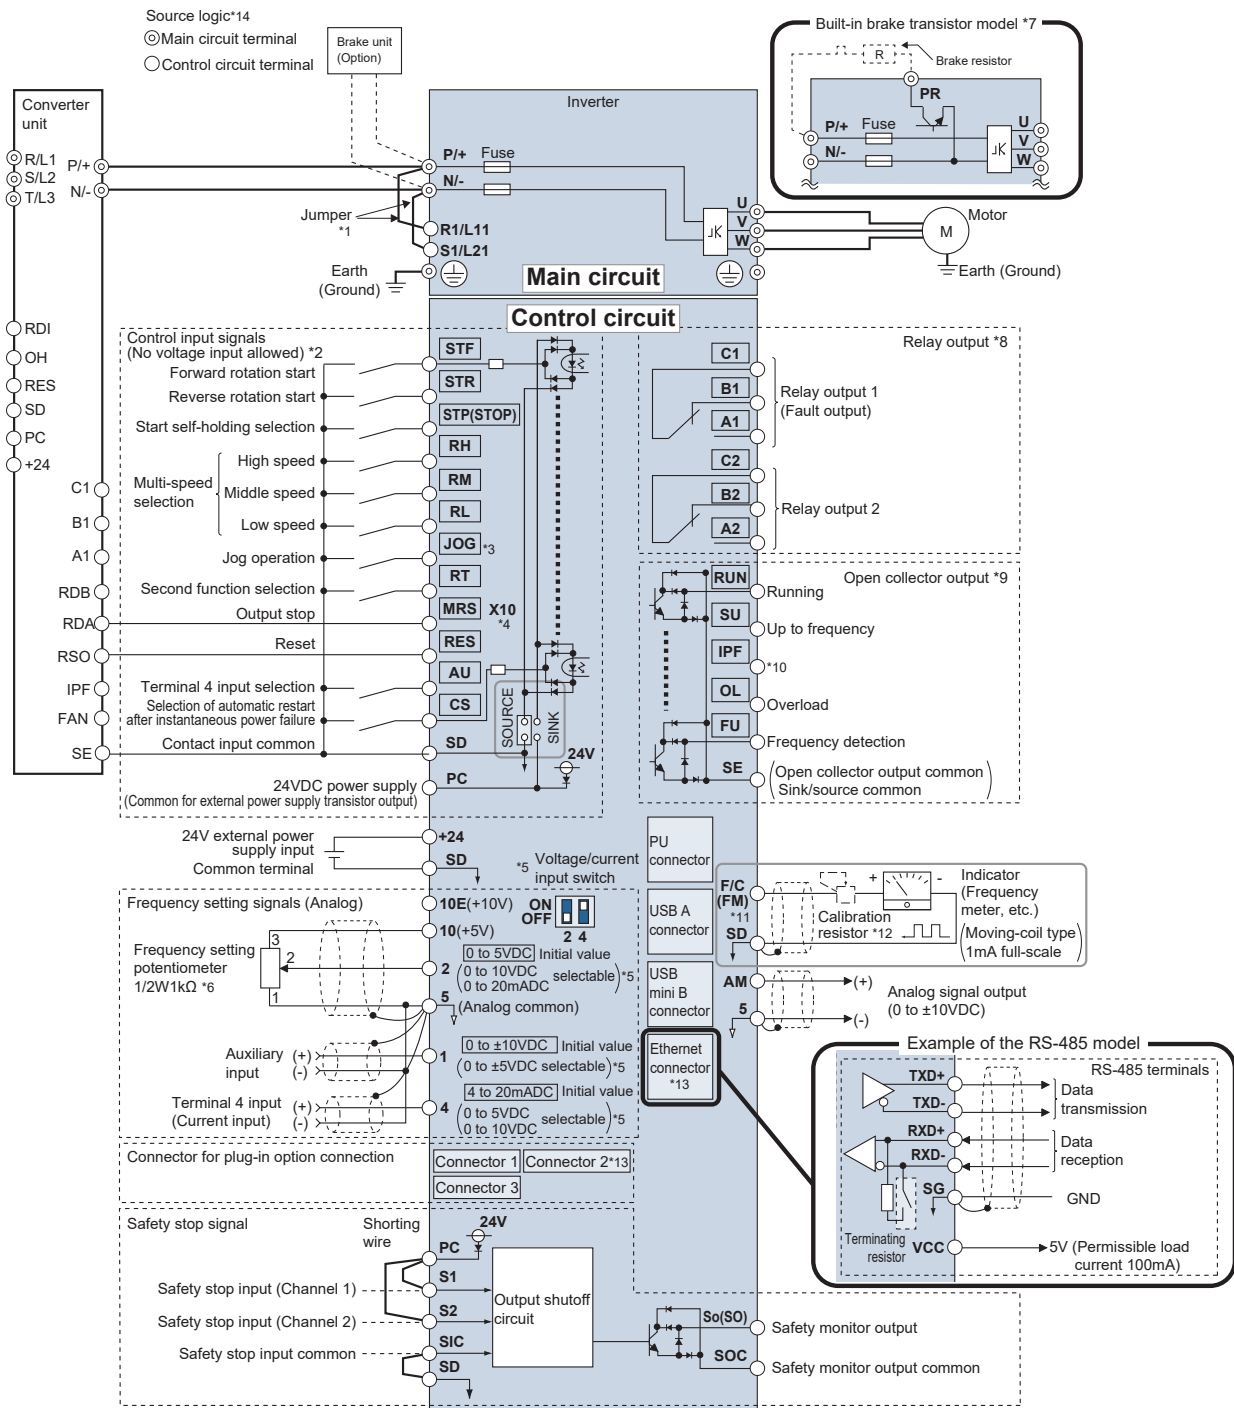 Source logic*14
Main circuit terminal
Control circuit terminal
Brake unit
(Option)
Built-in brake transistor model *7
R
Brake resistor
PR
P/+
Fuse
N/-
U
V
W
Converter
unit
R/L1
S/L2
T/L3
P/+
N/-
Inverter
P/+
Fuse
N/-
Jumper
*1
R1/L11
S1/L21
Earth
(Ground)
U
V
W
Motor
M
Earth (Ground)
Main circuit
Control circuit
RDI
OH
RES
SD
PC
+24
C1
B1
A1
RDB
RDA
RSO
IPF
FAN
SE
Control input signals
(No voltage input allowed) *2
Forward rotation start
Reverse rotation start
Start self-holding selection
Multi-speed
selection
High speed
Middle speed
Low speed
Jog operation
Second function selection
Output stop
Reset
Terminal 4 input selection
Selection of automatic restart
after instantaneous power failure
Contact input common
24VDC power supply
(Common for external power supply transistor output)
STF
STR
STP(STOP)
RH
RM
RL
JOG *3
RT
MRS X10
*4
RES
AU
CS
SD
PC
SOURCE
SINK
24V
Relay output *8
C1
B1
A1
Relay output 1
(Fault output)
C2
B2
A2
Relay output 2
Open collector output *9
RUN
Running
SU
Up to frequency
IPF
*10
OL
Overload
FU
Frequency detection
SE
(Open collector output common
Sink/source common)
24V external power
supply input
Common terminal
+24
SD
*5 Voltage/current
input switch
ON
OFF
2 4
PU
connector
USB A
connector
USB
mini B
connector
Ethernet
connector
*13
Frequency setting signals (Analog)
10E(+10V)
10(+5V)
Frequency setting
potentiometer
1/2W1kΩ *6
3
2
1
2
0 to 5VDC Initial value
(0 to 10VDC
0 to 20mADC selectable)*5
5
(Analog common)
Auxiliary
input
(+)
(-)
1
0 to ±10VDC Initial value
(0 to ±5VDC selectable)*5
Terminal 4 input
(Current input)
(+)
(-)
4
4 to 20mADC Initial value
(0 to 5VDC
0 to 10VDC selectable)*5
F/C
(FM)
*11
SD
+
-
Calibration
resistor *12
Indicator
(Frequency
meter, etc.)
(Moving-coil type
1mA full-scale)
AM
5
(+)
(-)
Analog signal output
(0 to ±10VDC)
Example of the RS-485 model
RS-485 terminals
TXD+
TXD-
Data
transmission
RXD+
RXD-
Data
reception
SG
GND
Terminating
resistor
VCC
5V (Permissible load
current 100mA)
Connector for plug-in option connection
Connector 1
Connector 2*13
Connector 3
Safety stop signal
Shorting
wire
24V
PC
S1
S2
SIC
SD
Safety stop input (Channel 1)
Safety stop input (Channel 2)
Safety stop input common
Output shutoff
circuit
So(SO)
SOC
Safety monitor output
Safety monitor output common